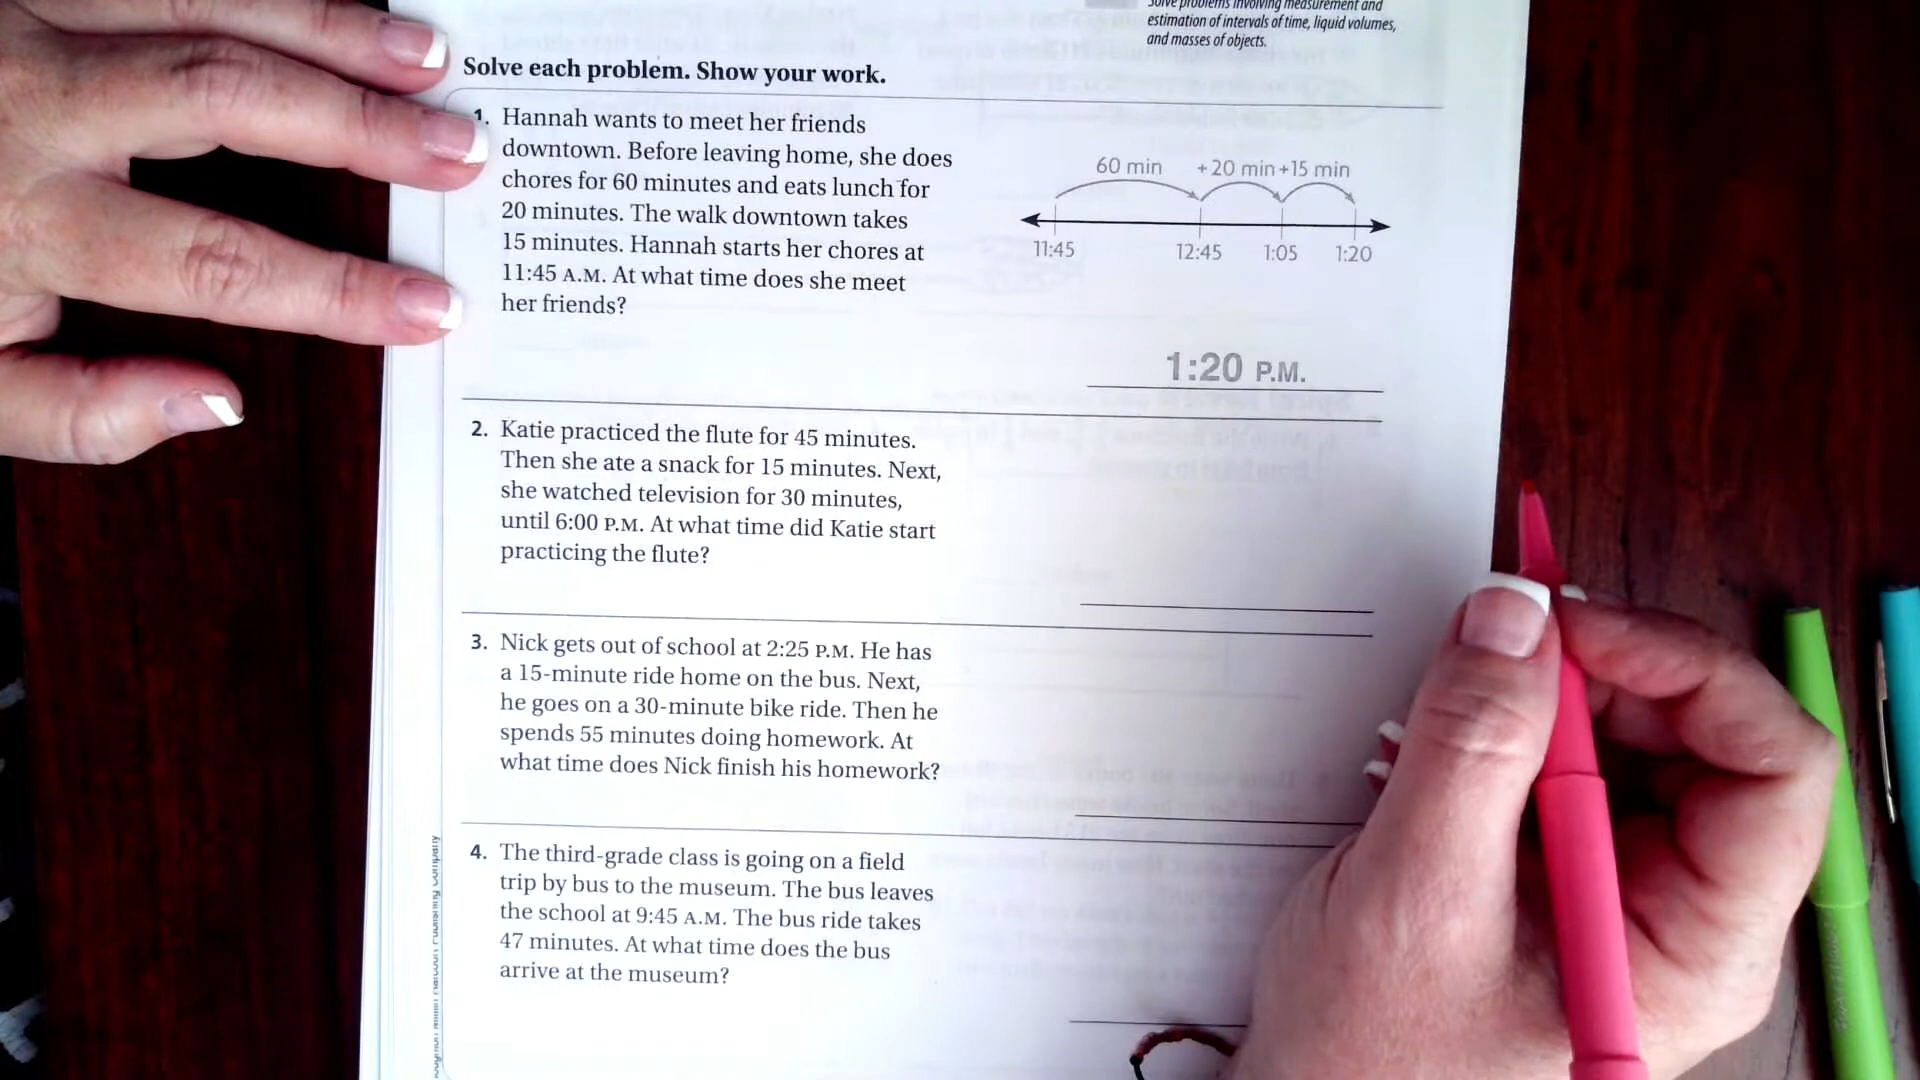 Solve problems involving measurement and
estimation of intervals of time, liquid volumes,
and masses of objects.
Solve each problem. Show your work.
1. Hannah wants to meet her friends
downtown. Before leaving home, she does
chores for 60 minutes and eats lunch for
20 minutes. The walk downtown takes
15 minutes. Hannah starts her chores at
11:45 A.M. At what time does she meet
her friends?
60 min + 20 min +15 min
11:45 12:45 1:05 1:20
1:20 P.M.
2. Katie practiced the flute for 45 minutes.
Then she ate a snack for 15 minutes. Next,
she watched television for 30 minutes,
until 6:00 P.M. At what time did Katie start
practicing the flute?
3. Nick gets out of school at 2:25 P.M. He has
a 15-minute ride home on the bus. Next,
he goes on a 30-minute bike ride. Then he
spends 55 minutes doing homework. At
what time does Nick finish his homework?
4. The third-grade class is going on a field
trip by bus to the museum. The bus leaves
the school at 9:45 A.M. The bus ride takes
47 minutes. At what time does the bus
arrive at the museum?